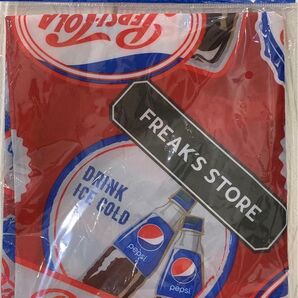 PEPSI-COLA
FREAK'S STORE
DRINK
ICE COLD
pepsi
pepsi